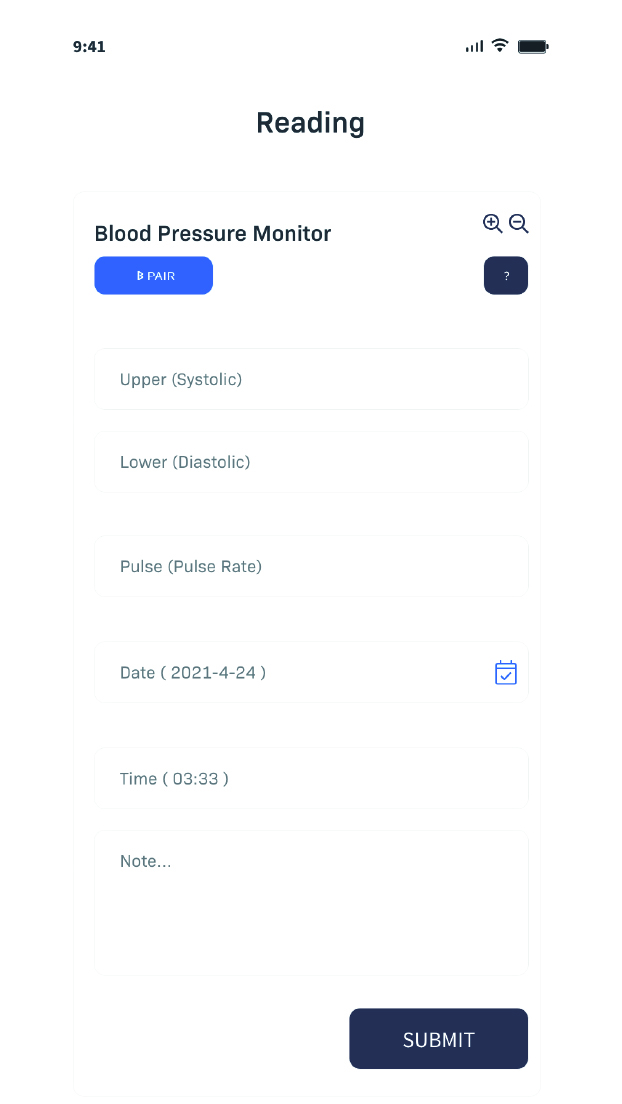 9:41
Reading
Blood Pressure Monitor
PAIR
?
Upper (Systolic)
Lower (Diastolic)
Pulse (Pulse Rate)
Date ( 2021-4-24 )
Time ( 03:33 )
Note...
SUBMIT